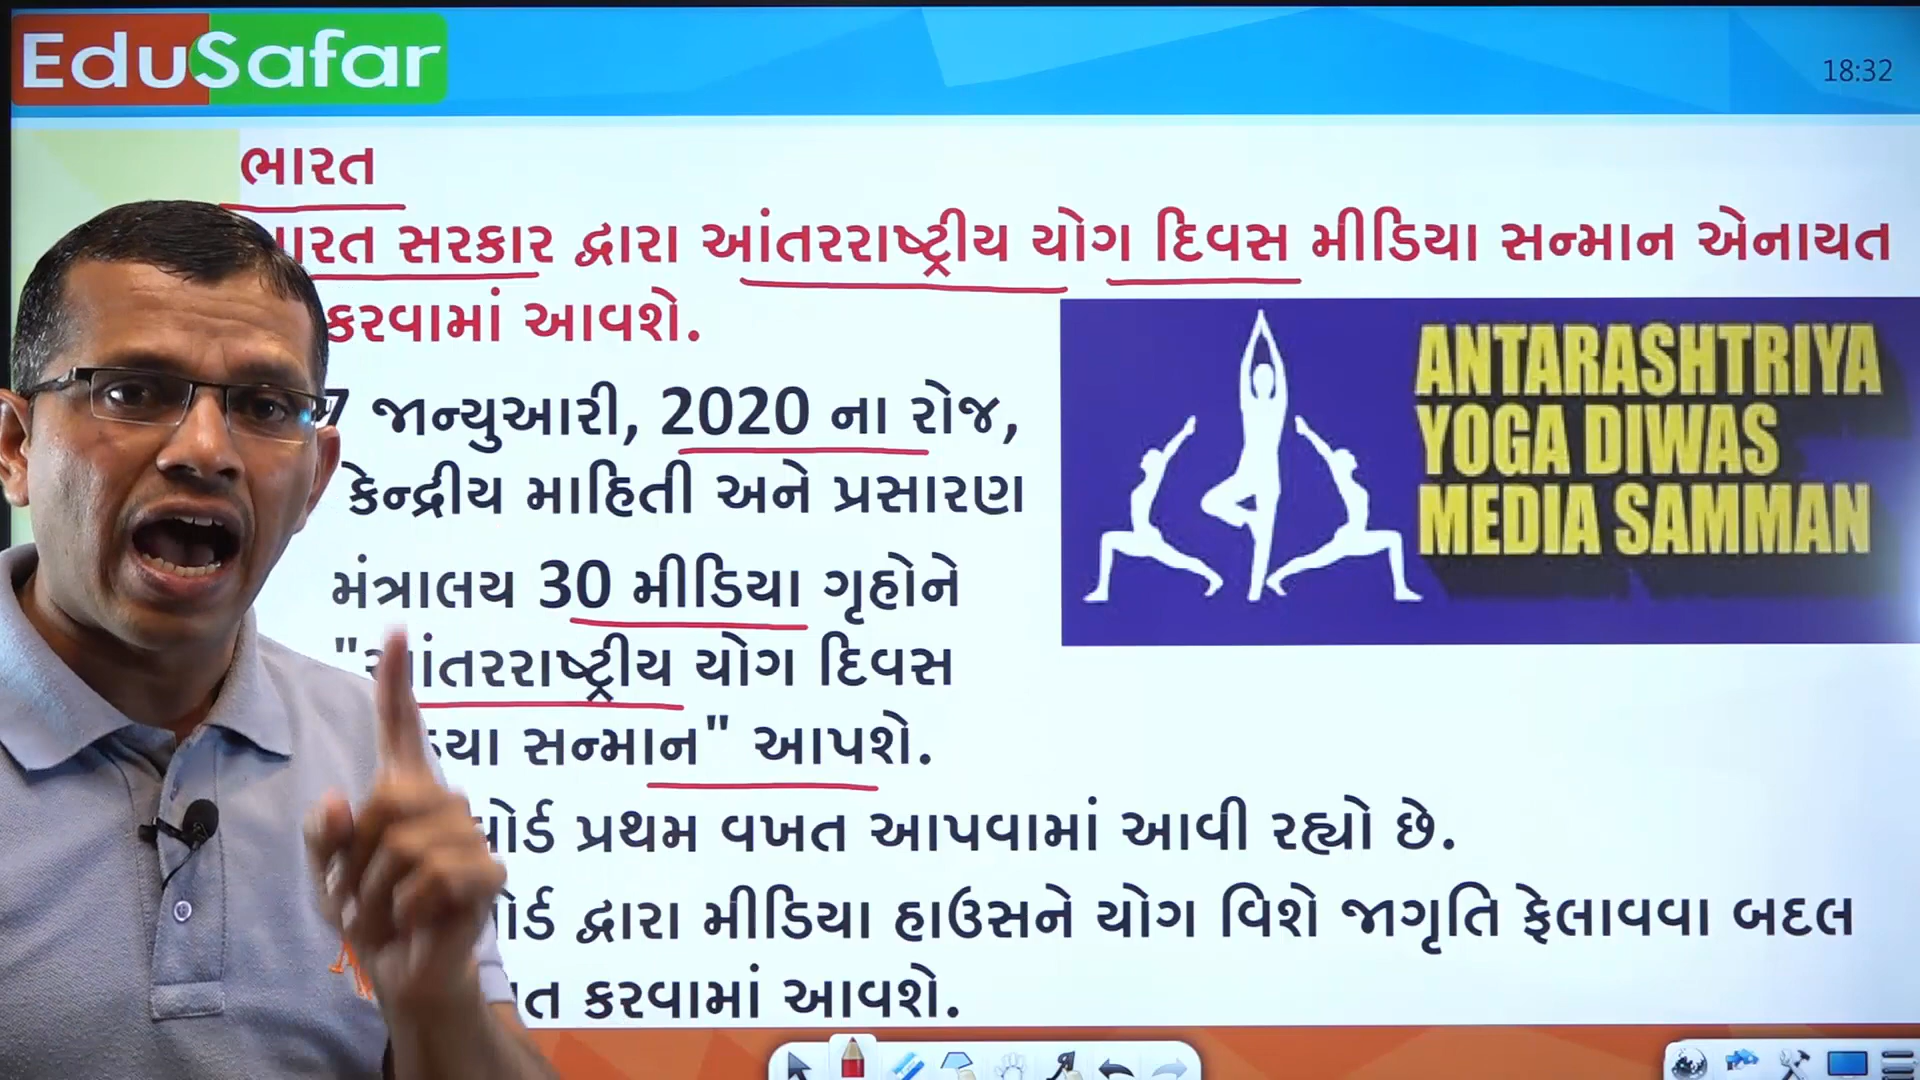 EduSafar
18:32
ભારત
સરકાર દ્વારા આંતરરાષ્ટ્રીય યોગ દિવસ મીડિયા સન્માન એનાયત
કરવામાં આવશે.
7 જાન્યુઆરી, 2020 ના રોજ,
કેન્દ્રીય માહિતી અને પ્રસારણ
મંત્રાલય 30 મીડિયા ગૃહોને
"આંતરરાષ્ટ્રીય યોગ દિવસ
સન્માન" આપશે.
પ્રથમ વખત આપવામાં આવી રહ્યો છે.
દ્વારા મીડિયા હાઉસને યોગ વિશે જાગૃતિ ફેલાવવા બદલ
કરવામાં આવશે.
ANTARASHTRIYA
YOGA DIWAS
MEDIA SAMMAN